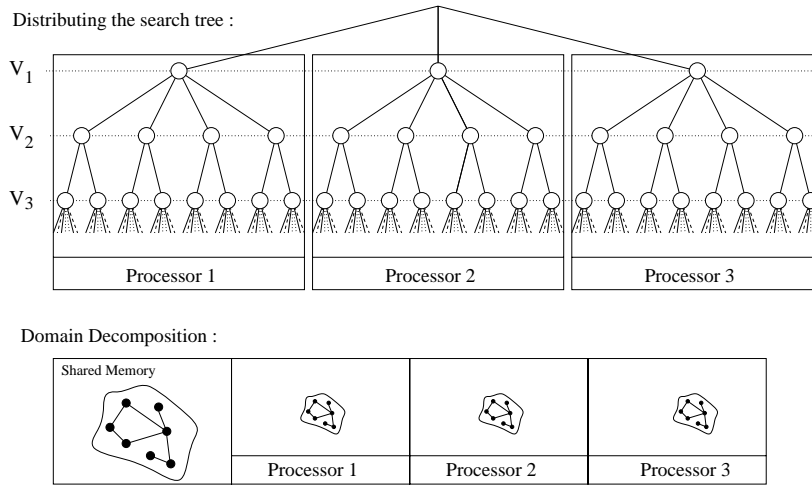 Distributing the search tree :
V1
V2
V3
Processor 1 Processor 2 Processor 3
Domain Decomposition :
Shared Memory
Processor 1 Processor 2 Processor 3